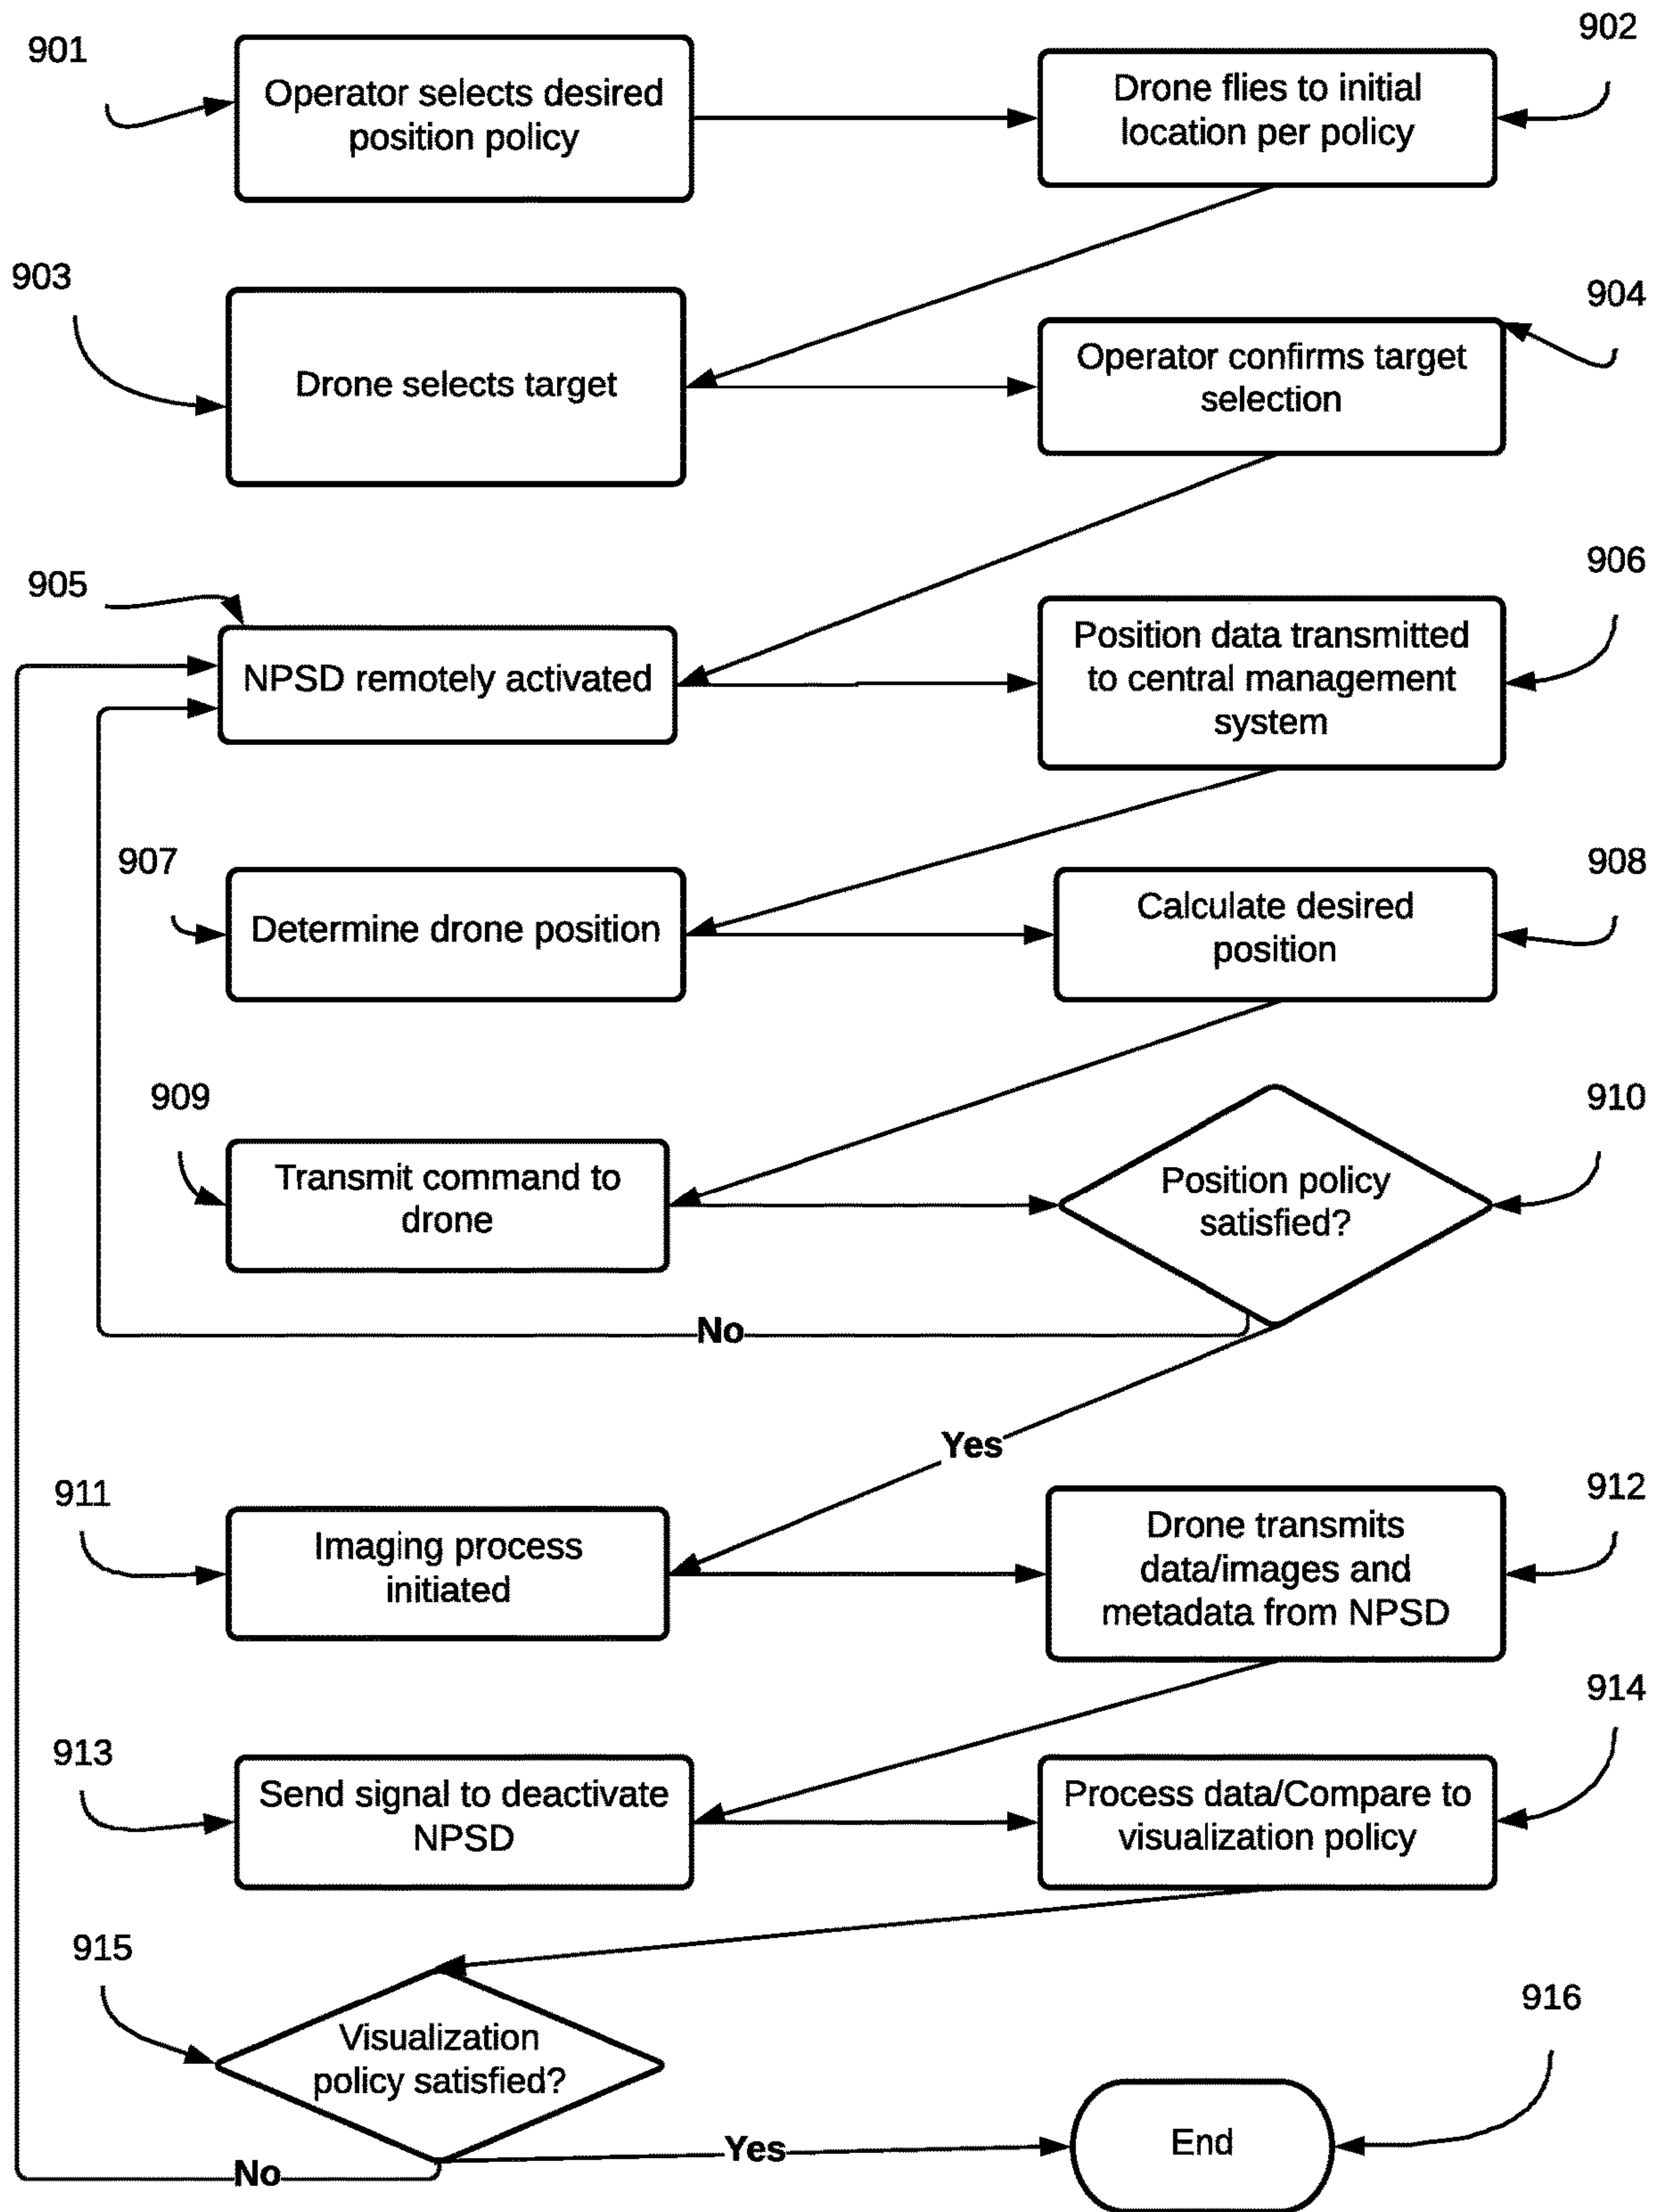 901
Operator selects desired
position policy
902
Drone flies to initial
location per policy
903
Drone selects target
904
Operator confirms target
selection
905
NPSD remotely activated
906
Position data transmitted
to central management
system
907
Determine drone position
908
Calculate desired
position
909
Transmit command to
drone
910
Position policy
satisfied?
No
Yes
911
Imaging process
initiated
912
Drone transmits
data/images and
metadata from NPSD
913
Send signal to deactivate
NPSD
914
Process data/Compare to
visualization policy
915
Visualization
policy satisfied?
916
End
Yes
No